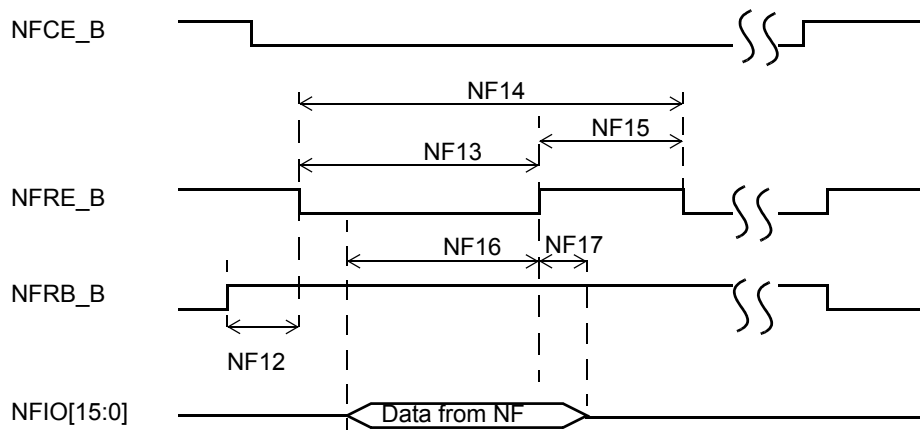 NFCE_B
NF14
NF15
NF13
NFRE_B
NF16
NF17
NFRB_B
NF12
NFIO[15:0]
Data from NF